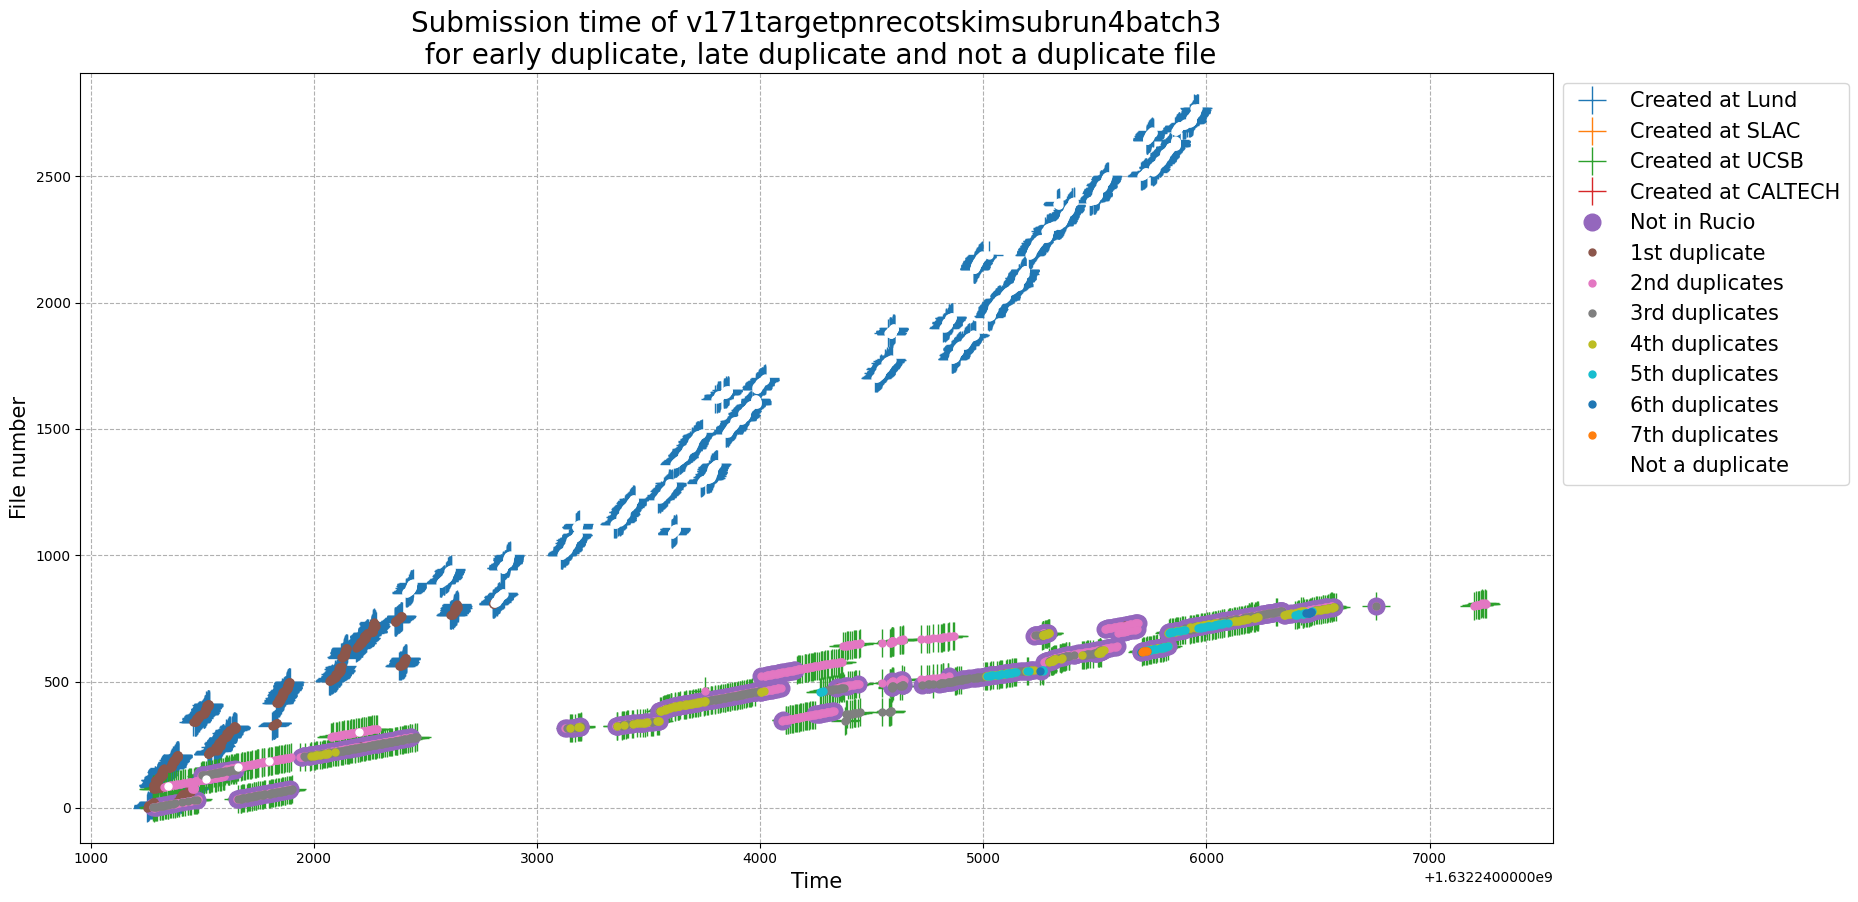 Submission time of v171targetpnrecotskimsubrun4batch3
for early duplicate, late duplicate and not a duplicate file
File number
2500
2000
1500
1000
500
0
1000
2000
3000
4000
5000
6000
7000
Time
+1.6322400000e9
Created at Lund
Created at SLAC
Created at UCSB
Created at CALTECH
Not in Rucio
1st duplicate
2nd duplicates
3rd duplicates
4th duplicates
5th duplicates
6th duplicates
7th duplicates
Not a duplicate